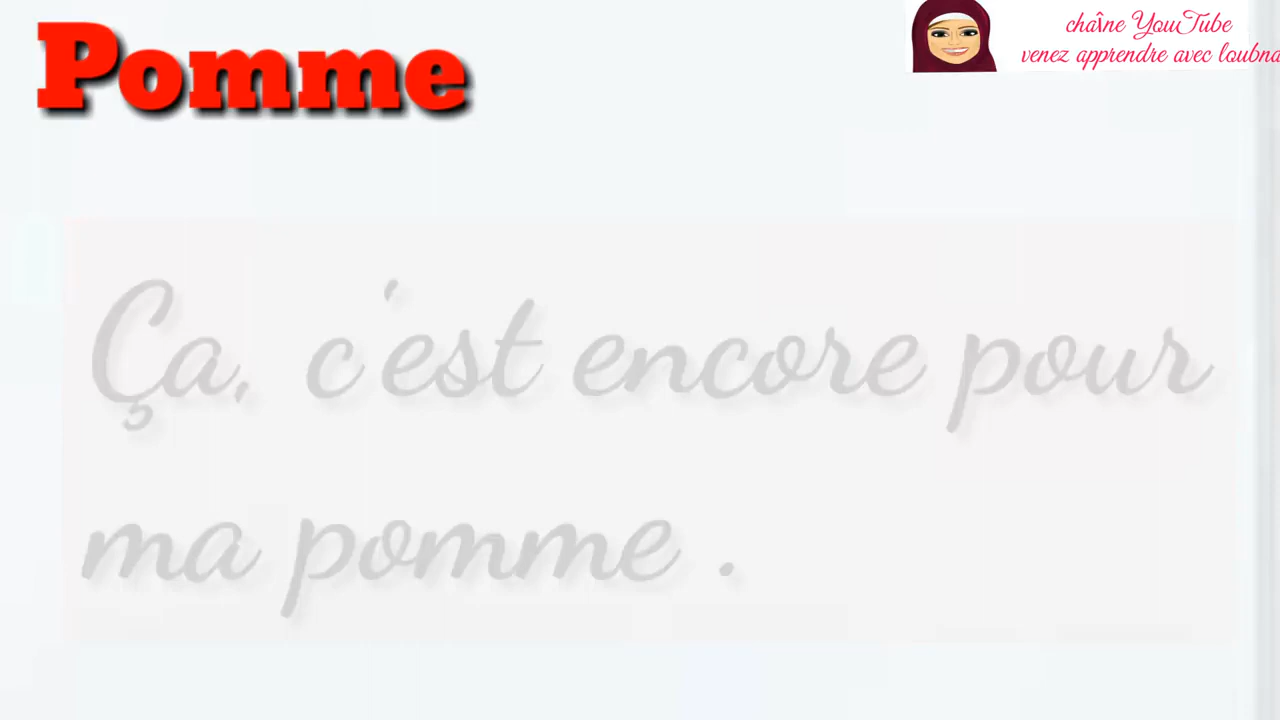 Pomme
chaîne YouTube
venez apprendre avec loubna
Ça, c'est encore pour
ma pomme .